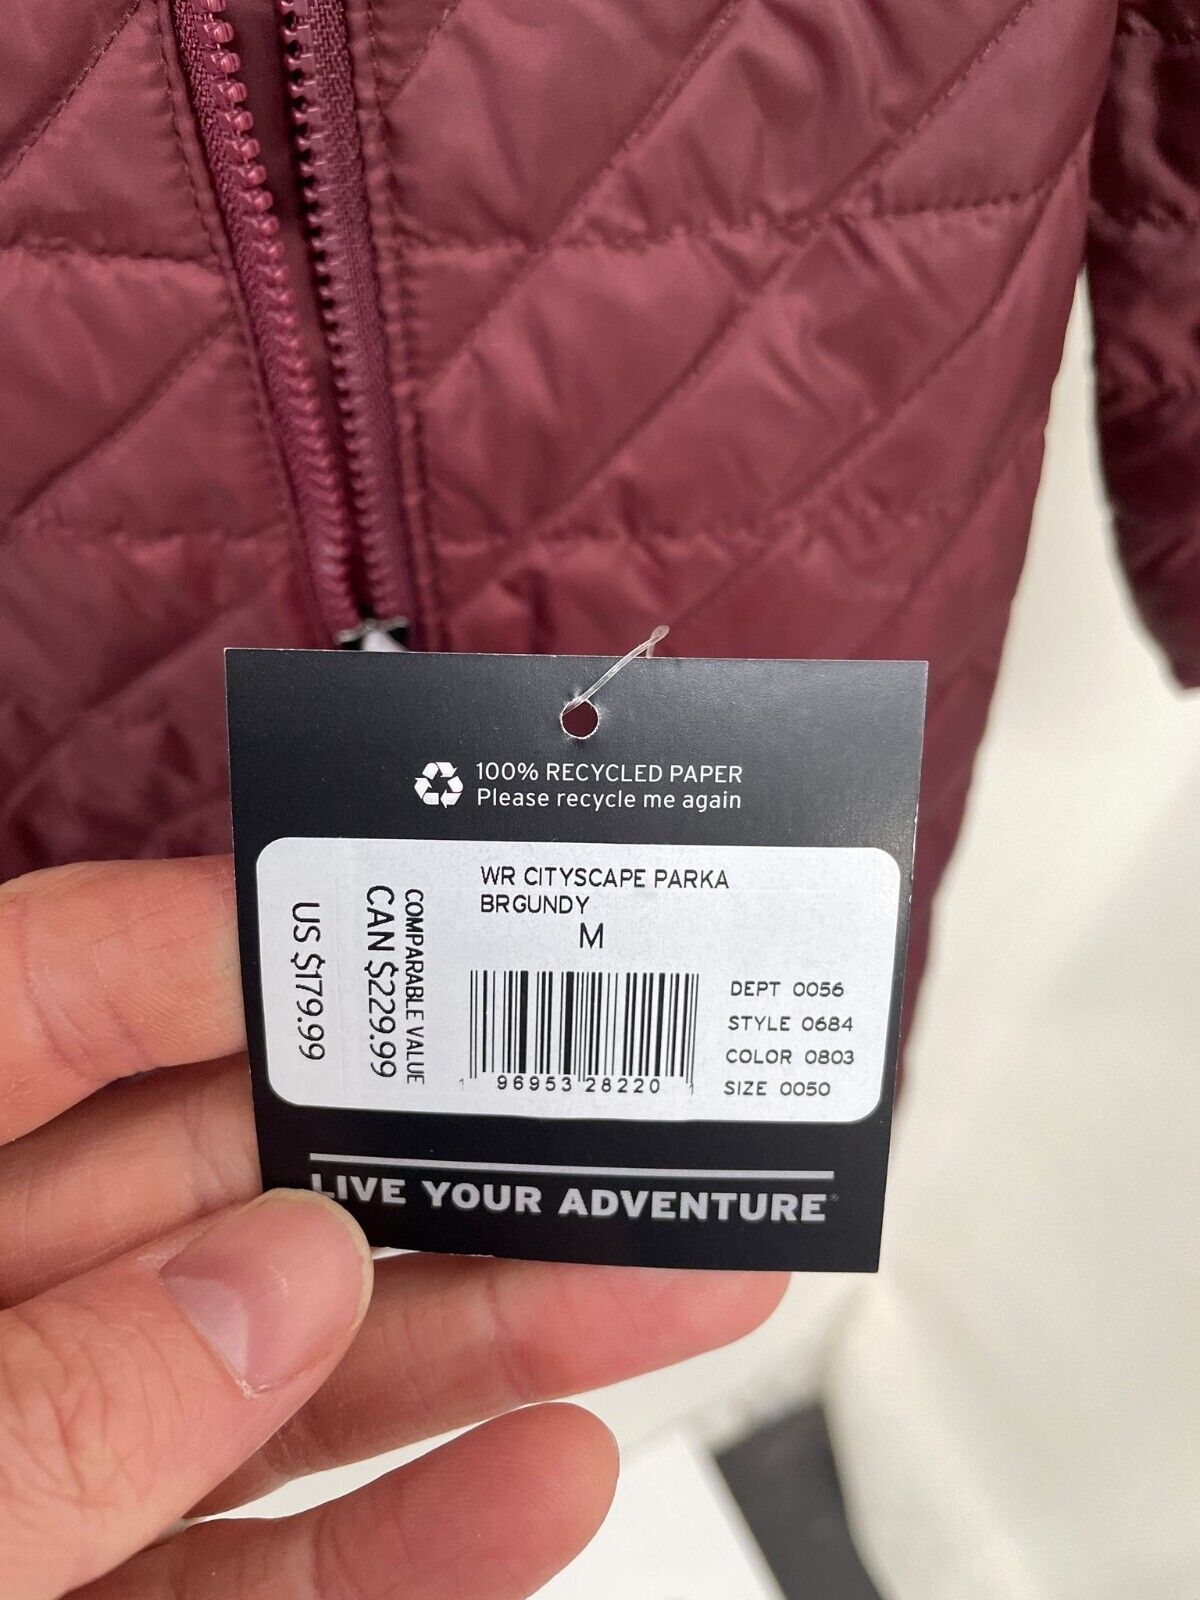 100% RECYCLED PAPER
Please recycle me again
WR CITYSCAPE PARKA
BRGUNDY
M
US $179.99
COMPARABLE VALUE
CAN $229.99
1 96953 28220 1
DEPT 0056
STYLE 0684
COLOR 0803
SIZE 0050
LIVE YOUR ADVENTURE®